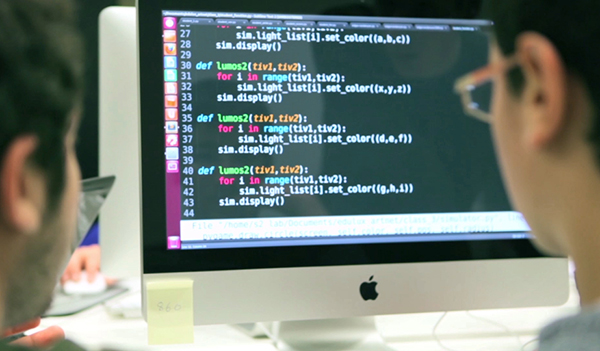 27 sim.light_list[i].set_color((a,b,c))
28 sim.display()
29
30 def lumos2(tiv1,tiv2):
31 for i in range(tiv1,tiv2):
32 sim.light_list[i].set_color((x,y,z))
33 sim.display()
34
35 def lumos2(tiv1,tiv2):
36 for i in range(tiv1,tiv2):
37 sim.light_list[i].set_color((d,e,f))
38 sim.display()
39
40 def lumos2(tiv1,tiv2):
41 for i in range(tiv1,tiv2):
42 sim.light_list[i].set_color((g,h,i))
43 sim.display()
44